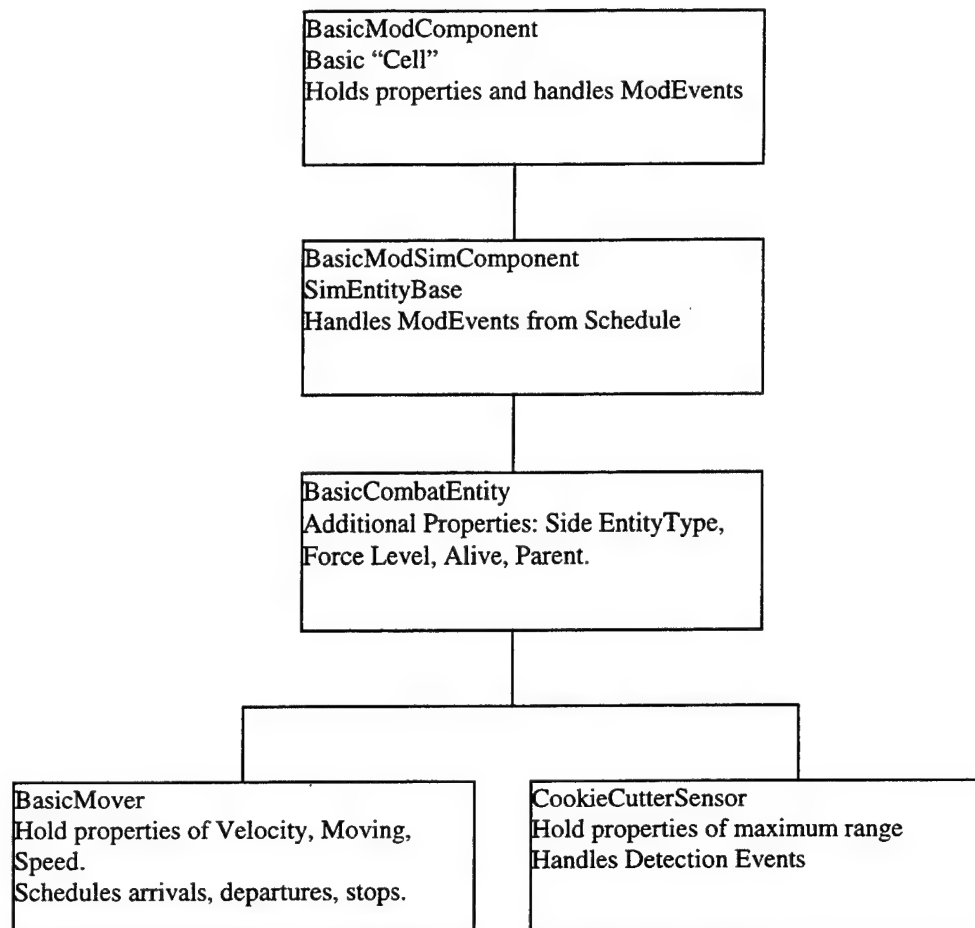 BasicModComponent
Basic “Cell”
Holds properties and handles ModEvents
BasicModSimComponent
SimEntityBase
Handles ModEvents from Schedule
BasicCombatEntity
Additional Properties: Side EntityType,
Force Level, Alive, Parent.
BasicMover
Hold properties of Velocity, Moving,
Speed.
Schedules arrivals, departures, stops.
CookieCutterSensor
Hold properties of maximum range
Handles Detection Events